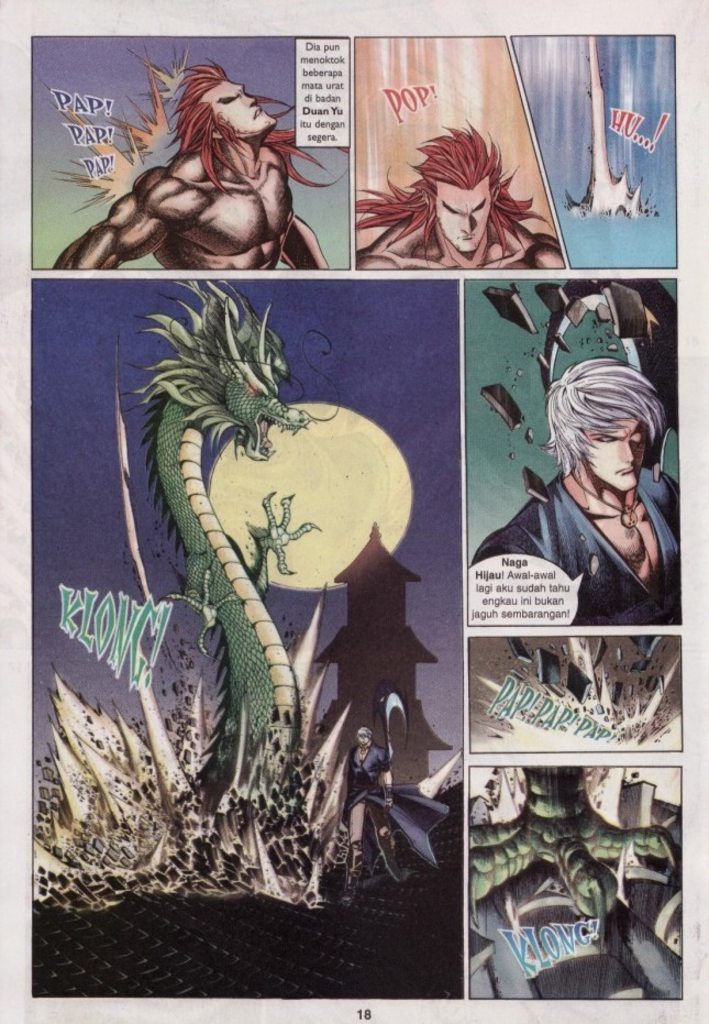 PAP!
PAP!
PAP!
Dia pun
menoktok
beberapa
mata urat
di badan
Duan Yu
itu dengan
segera.
POP!
HU....!
KLONG!
Naga
Hijau! Awal-awal
lagi aku sudah tahu
engkau ini bukan
jaguh sembarangan!
PAP! PAP! PAP!
KLONG!
18